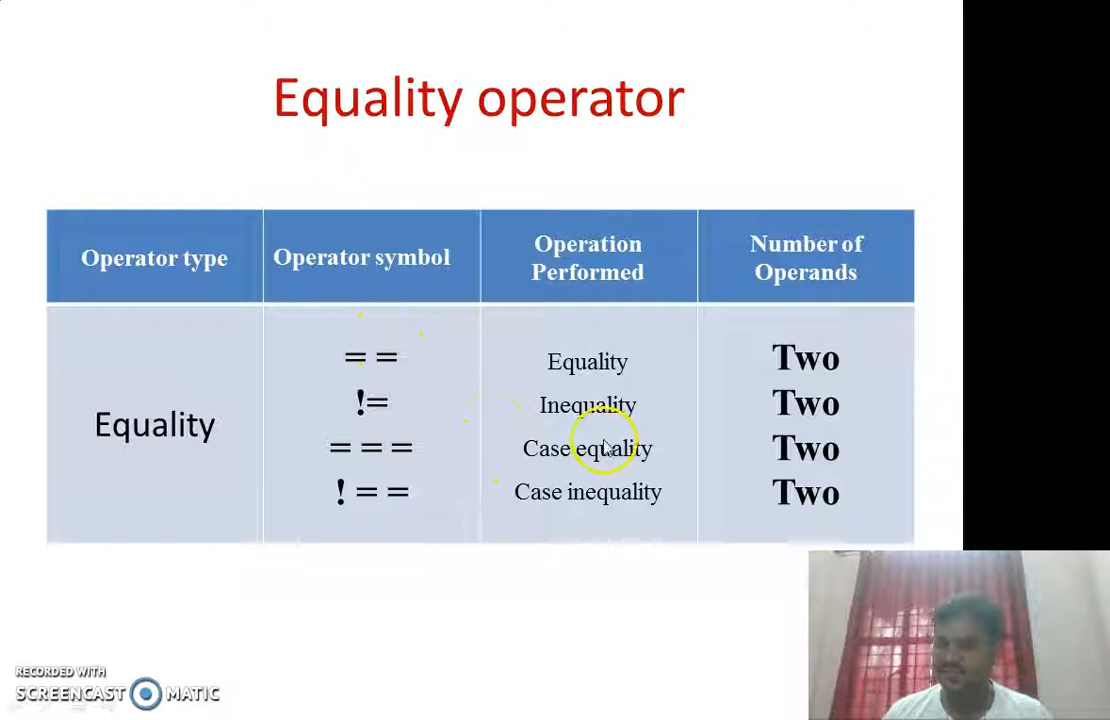 Equality operator
Operator type
Operator symbol
Operation
Performed
Number of
Operands
Equality
= =
!=
= = =
! = =
Equality
Inequality
Case equality
Case inequality
Two
Two
Two
Two
RECORDED WITH
SCREENCAST MATIC